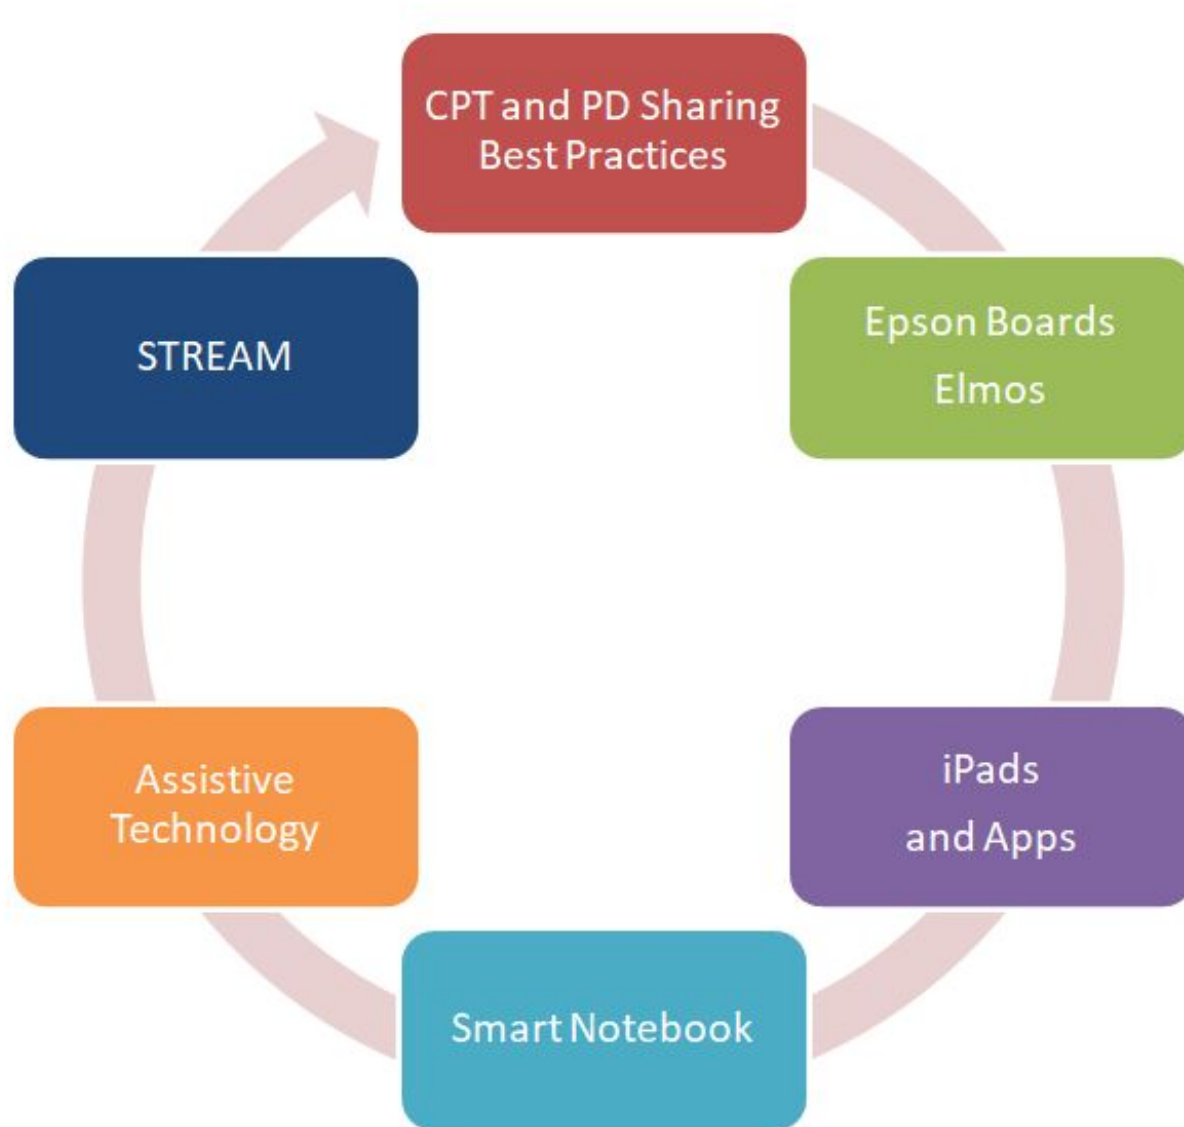 CPT and PD Sharing
Best Practices
Epson Boards
Elmos
iPads
and Apps
Smart Notebook
Assistive
Technology
STREAM